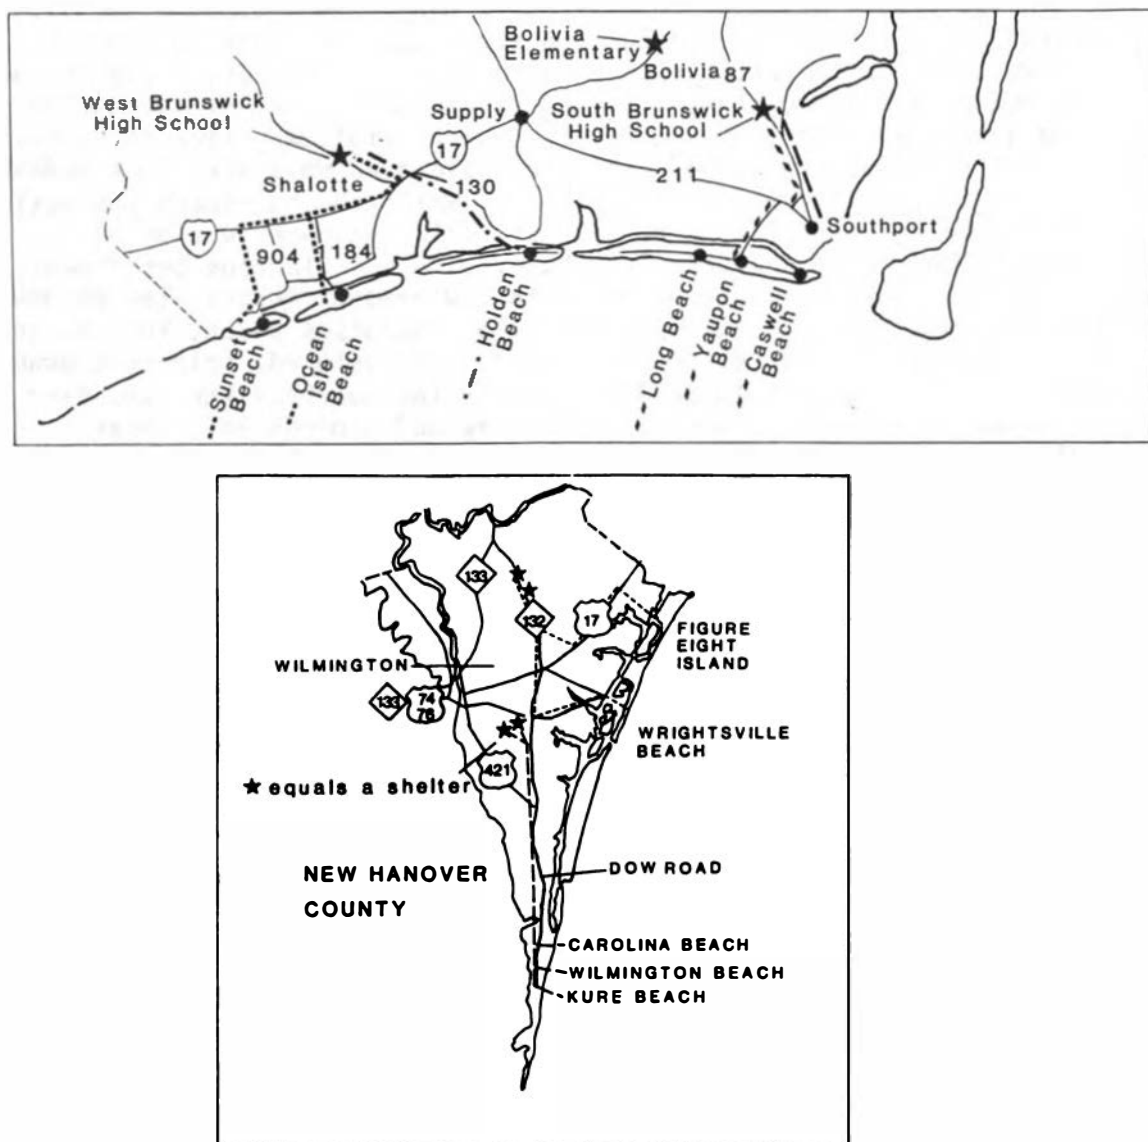 Bolivia
Elementary
Bolivia 87
West Brunswick
High School
Supply
South Brunswick
High School
17
Shalotte
130
211
Southport
17
904
184
Sunset
Beach
Ocean
Isle
Beach
Holden
Beach
Long Beach
Yaupon
Beach
Caswell
Beach
133
132
17
FIGURE
EIGHT
ISLAND
WILMINGTON
133
74
76
WRIGHTSVILLE
BEACH
421
★ equals a shelter
NEW HANOVER
COUNTY
DOW ROAD
CAROLINA BEACH
WILMINGTON BEACH
KURE BEACH